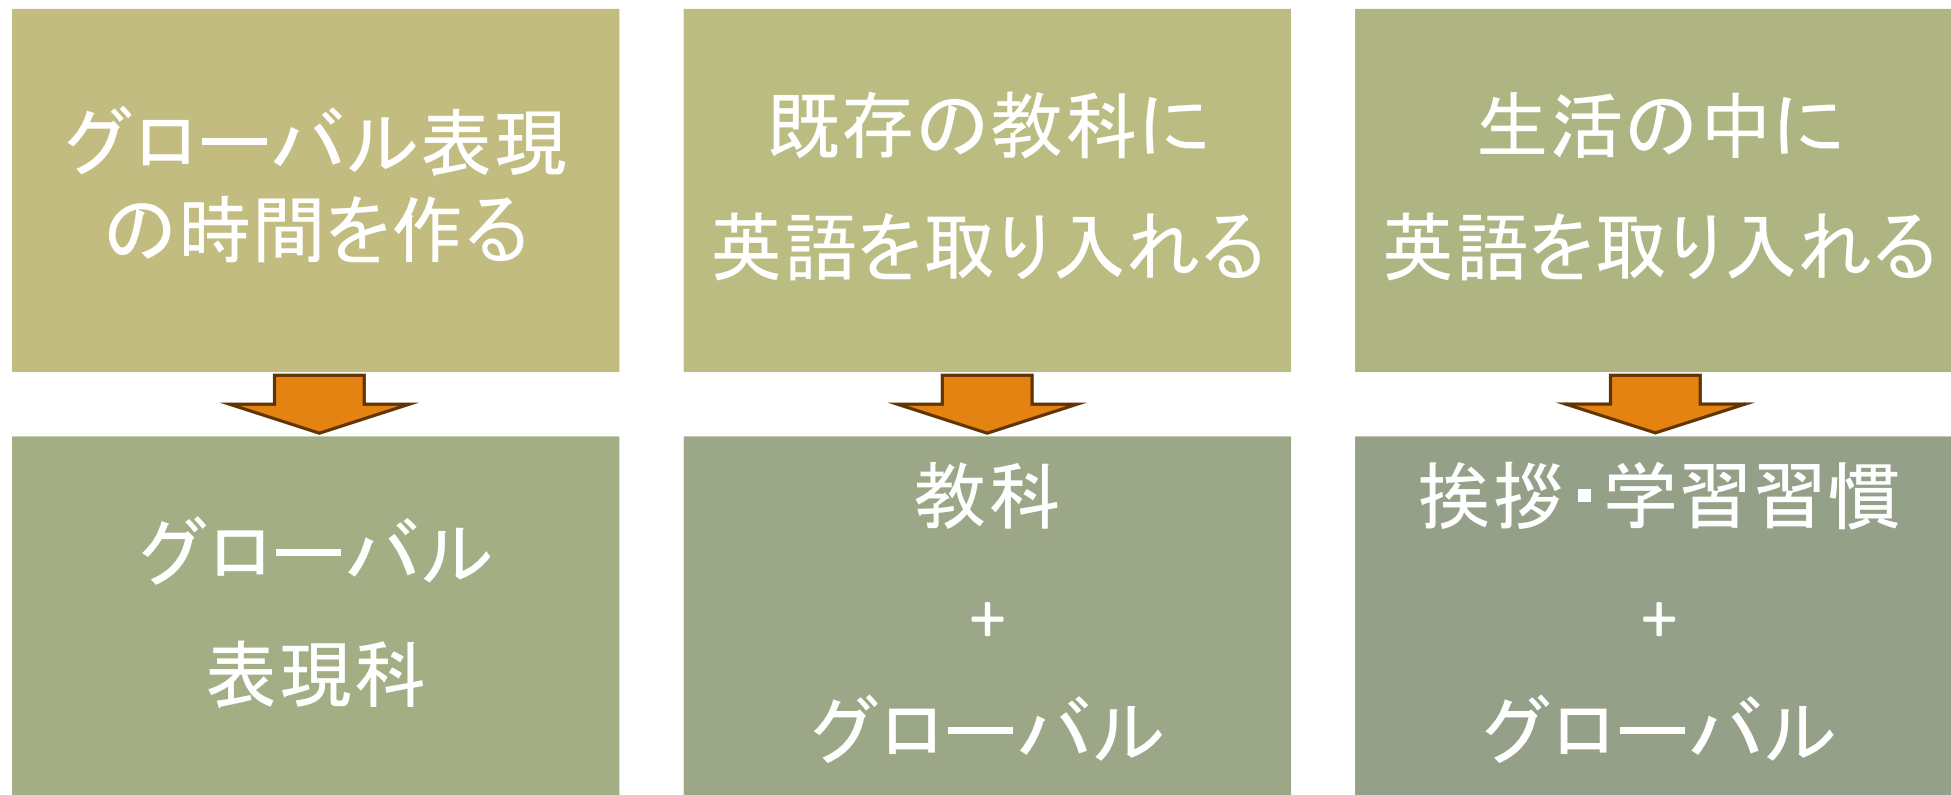 グローバル表現
の時間を作る
既存の教科に
英語を取り入れる
生活の中に
英語を取り入れる
グローバル
表現科
教科
+
グローバル
挨拶・学習習慣
+
グローバル